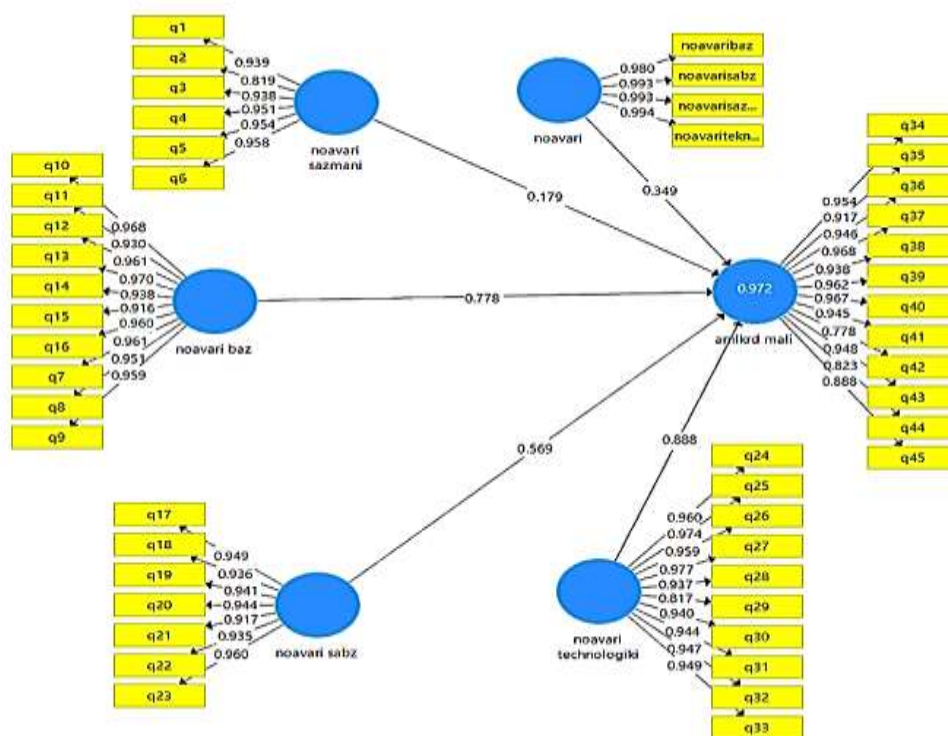 q1
q2
q3
q4
q5
q6
0.939
0.819
0.938
0.951
0.954
0.958
noavari
sazmani
noavaribaz
noavarisabz
noavarisaz...
noavaritekn...
0.980
0.993
0.993
0.994
noavari
0.179
0.349
q10
q11
q12
q13
q14
q15
q16
q7
q8
q9
0.968
0.930
0.961
0.970
0.938
0.916
0.960
0.961
0.951
0.959
noavari baz
0.778
0.972
amlkrd mali
q34
q35
q36
q37
q38
q39
q40
q41
q42
q43
q44
q45
0.954
0.917
0.946
0.968
0.938
0.962
0.967
0.945
0.778
0.948
0.823
0.888
0.569
0.888
q17
q18
q19
q20
q21
q22
q23
0.949
0.936
0.941
0.944
0.917
0.935
0.960
noavari sabz
q24
q25
q26
q27
q28
q29
q30
q31
q32
q33
0.960
0.974
0.959
0.977
0.937
0.817
0.940
0.944
0.947
0.949
noavari
technologiki